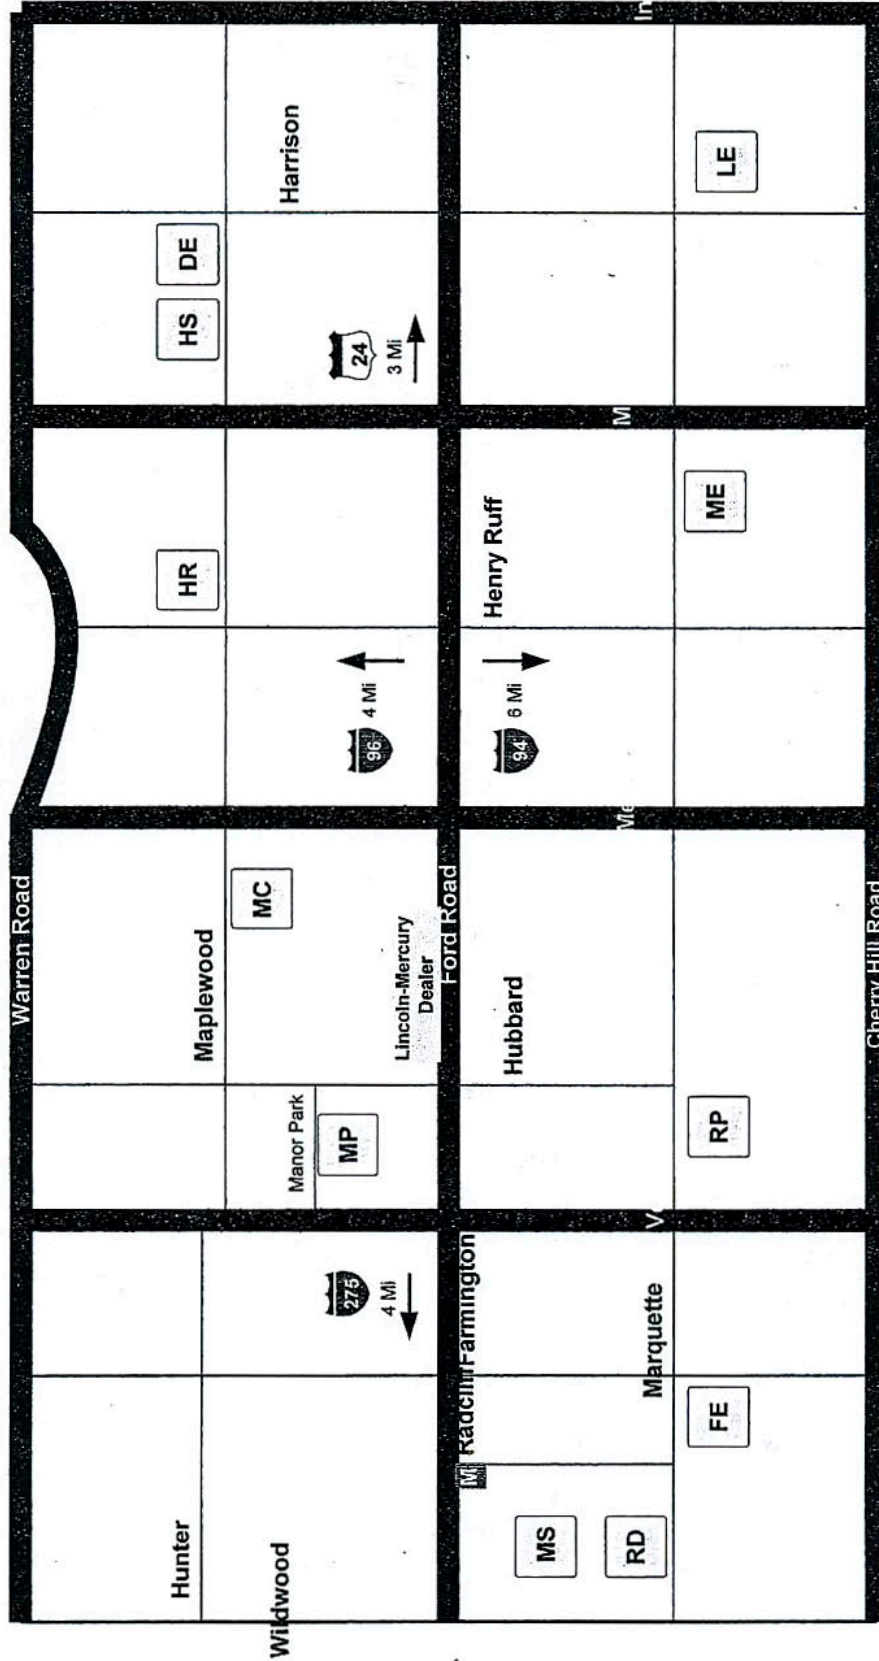 Warren Road
Hunter
HR
HS
DE
Maplewood
MC
Wildwood
Manor Park
Harrison
275
4 Mi
MP
96
4 Mi
24
3 Mi
Lincoln-Mercury
Dealer
Ford Road
Farmington
Hubbard
Henry Ruff
94
6 Mi
MS
RD
Marquette
FE
RP
ME
LE
Cherry Hill Road